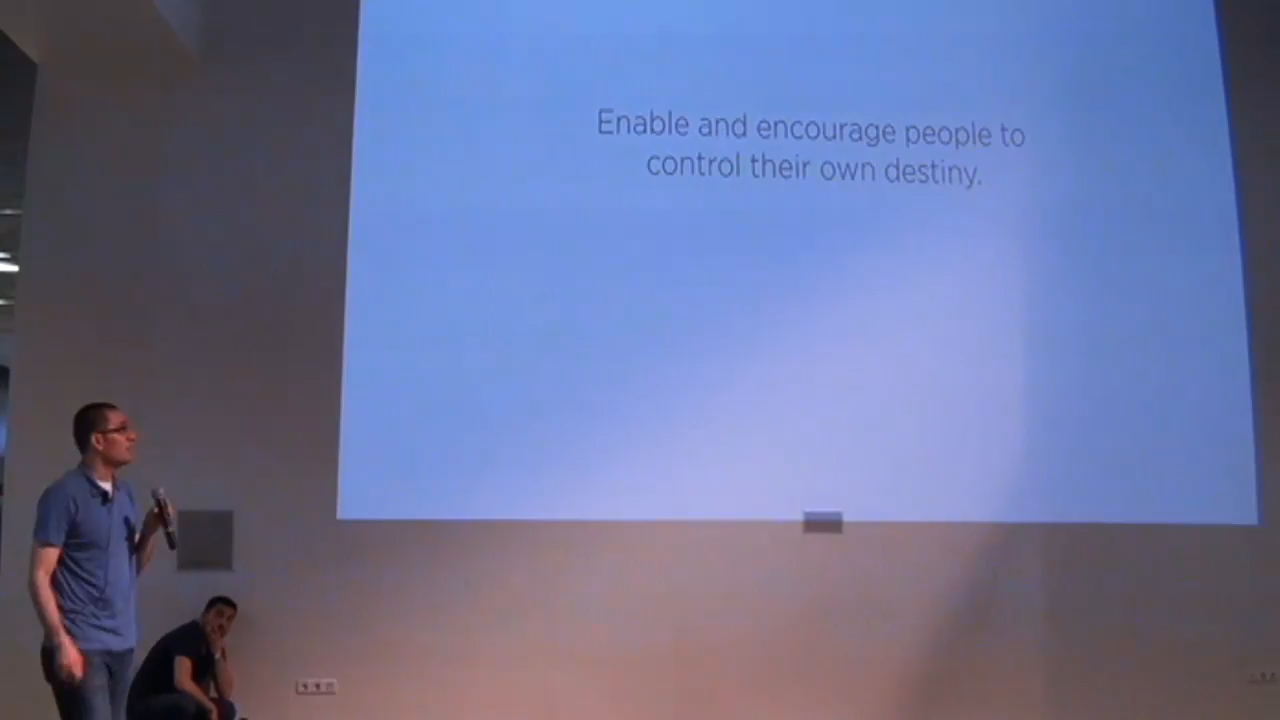 Enable and encourage people to
control their own destiny.